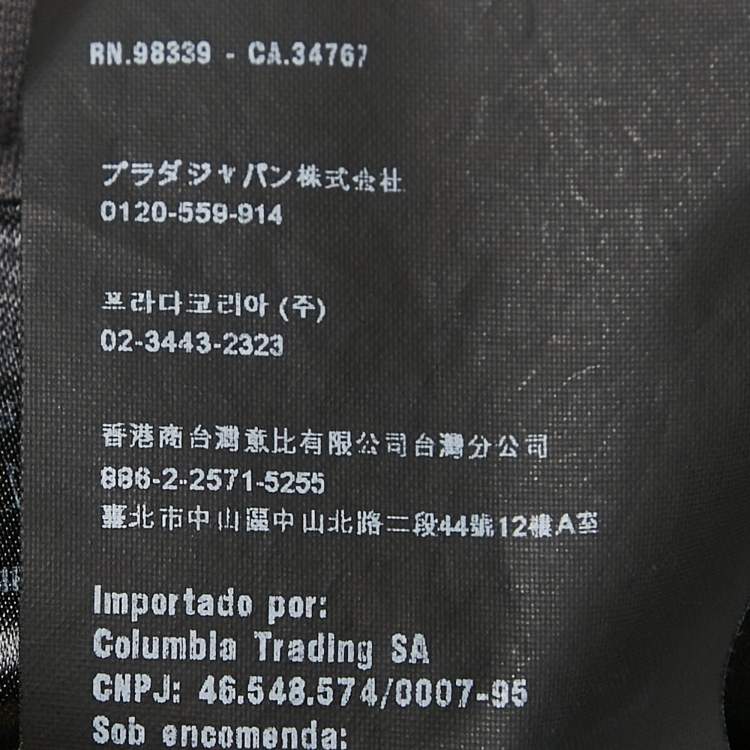 RN.98339 - CA.34767
プラダジャパン株式会社
0120-559-914
프라다코리아 (주)
02-3443-2323
香港商台灣意比有限公司台灣分公司
886-2-2571-5255
臺北市中山區中山北路二段44號12樓A室
Importado por:
Columbia Trading SA
CNPJ: 46.548.574/0007-95
Sob encomenda: